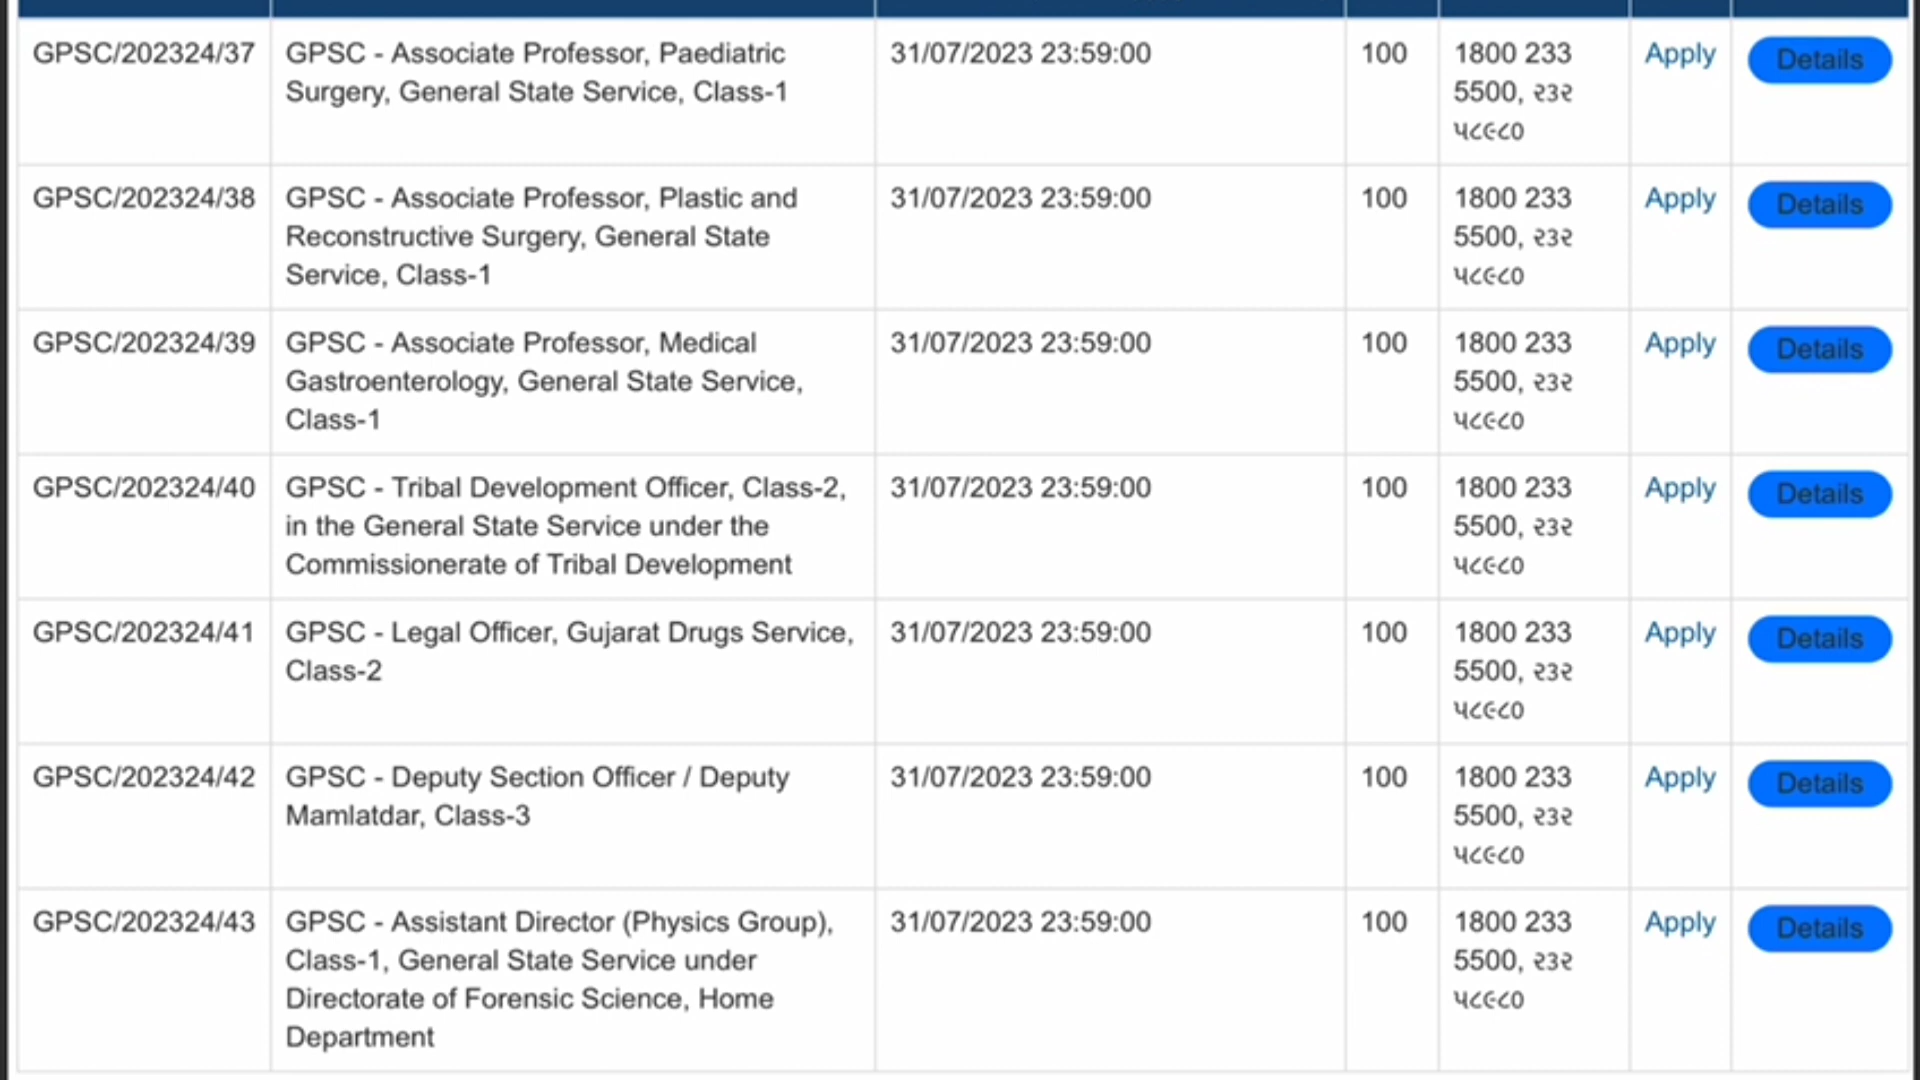 GPSC/202324/37 GPSC - Associate Professor, Paediatric 31/07/2023 23:59:00 100 1800 233 Apply Details
Surgery, General State Service, Class-1 5500, ૨૩૨
૫૮૯૮૦
GPSC/202324/38 GPSC - Associate Professor, Plastic and 31/07/2023 23:59:00 100 1800 233 Apply Details
Reconstructive Surgery, General State 5500, ૨૩૨
Service, Class-1 ૫૮૯૮૦
GPSC/202324/39 GPSC - Associate Professor, Medical 31/07/2023 23:59:00 100 1800 233 Apply Details
Gastroenterology, General State Service, 5500, ૨૩૨
Class-1 ૫૮૯૮૦
GPSC/202324/40 GPSC - Tribal Development Officer, Class-2, 31/07/2023 23:59:00 100 1800 233 Apply Details
in the General State Service under the 5500, ૨૩૨
Commissionerate of Tribal Development ૫૮૯૮૦
GPSC/202324/41 GPSC - Legal Officer, Gujarat Drugs Service, 31/07/2023 23:59:00 100 1800 233 Apply Details
Class-2 5500, ૨૩૨
૫૮૯૮૦
GPSC/202324/42 GPSC - Deputy Section Officer / Deputy 31/07/2023 23:59:00 100 1800 233 Apply Details
Mamlatdar, Class-3 5500, ૨૩૨
૫૮૯૮૦
GPSC/202324/43 GPSC - Assistant Director (Physics Group), 31/07/2023 23:59:00 100 1800 233 Apply Details
Class-1, General State Service under 5500, ૨૩૨
Directorate of Forensic Science, Home ૫૮૯૮૦
Department